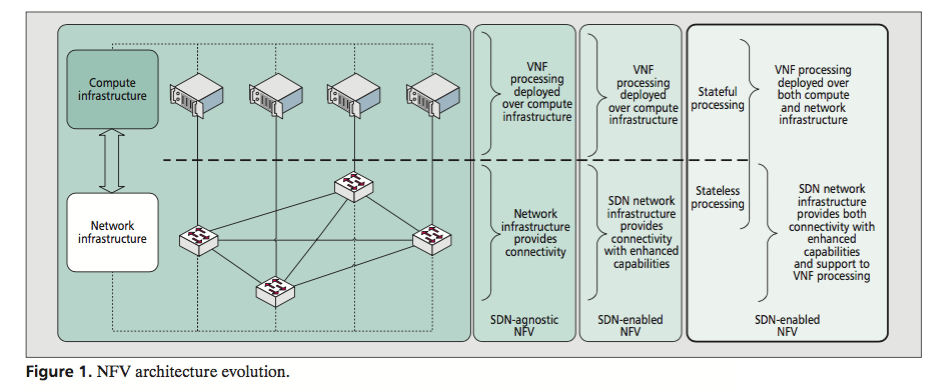 Compute
infrastructure
Network
infrastructure
VNF
processing
deployed
over compute
infrastructure
Network
infrastructure
provides
connectivity
SDN-agnostic
NFV
VNF
processing
deployed
over compute
infrastructure
SDN network
infrastructure
provides
connectivity
with enhanced
capabilities
SDN-enabled
NFV
Stateful
processing
Stateless
processing
VNF processing
deployed over
both compute
and network
infrastructure
SDN network
infrastructure
provides both
connectivity with
enhanced
capabilities
and support to
VNF processing
SDN-enabled
NFV
Figure 1. NFV architecture evolution.